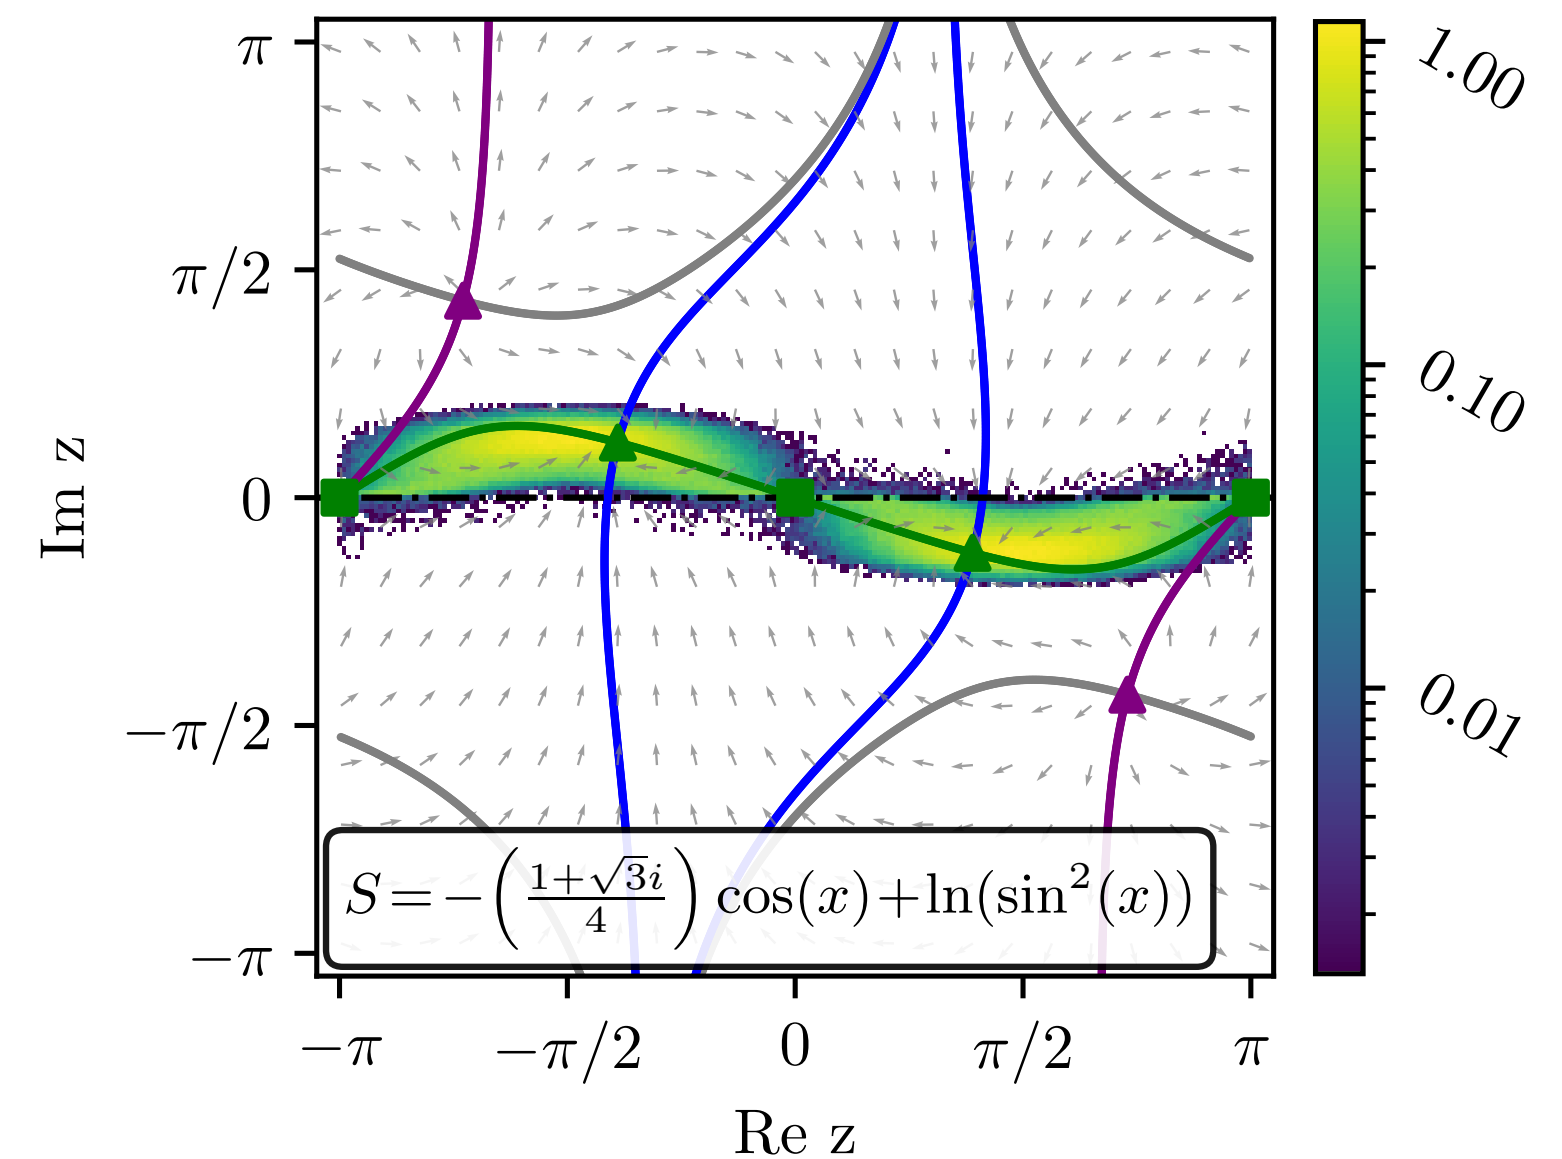 π
π/2
0
−π/2
−π
Im z
S=−((1+√3i)/4) cos(x)+ln(sin²(x))
−π −π/2 0 π/2 π
Re z
1.00
0.10
0.01